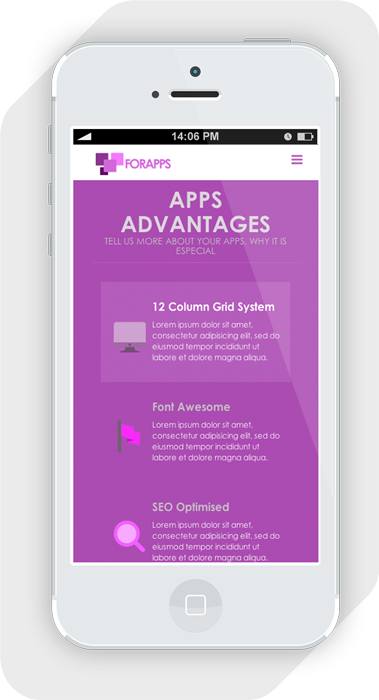 14:06 PM
FORAPPS
APPS
ADVANTAGES
TELL US MORE ABOUT YOUR APPS, WHY IT IS
ESPECIAL
12 Column Grid System
Lorem ipsum dolor sit amet,
consectetur adipisicing elit, sed do
eiusmod tempor incididunt ut
labore et dolore magna aliqua.
Font Awesome
Lorem ipsum dolor sit amet,
consectetur adipisicing elit, sed do
eiusmod tempor incididunt ut
labore et dolore magna aliqua.
SEO Optimised
Lorem ipsum dolor sit amet,
consectetur adipisicing elit, sed do
eiusmod tempor incididunt ut
labore et dolore magna aliqua.